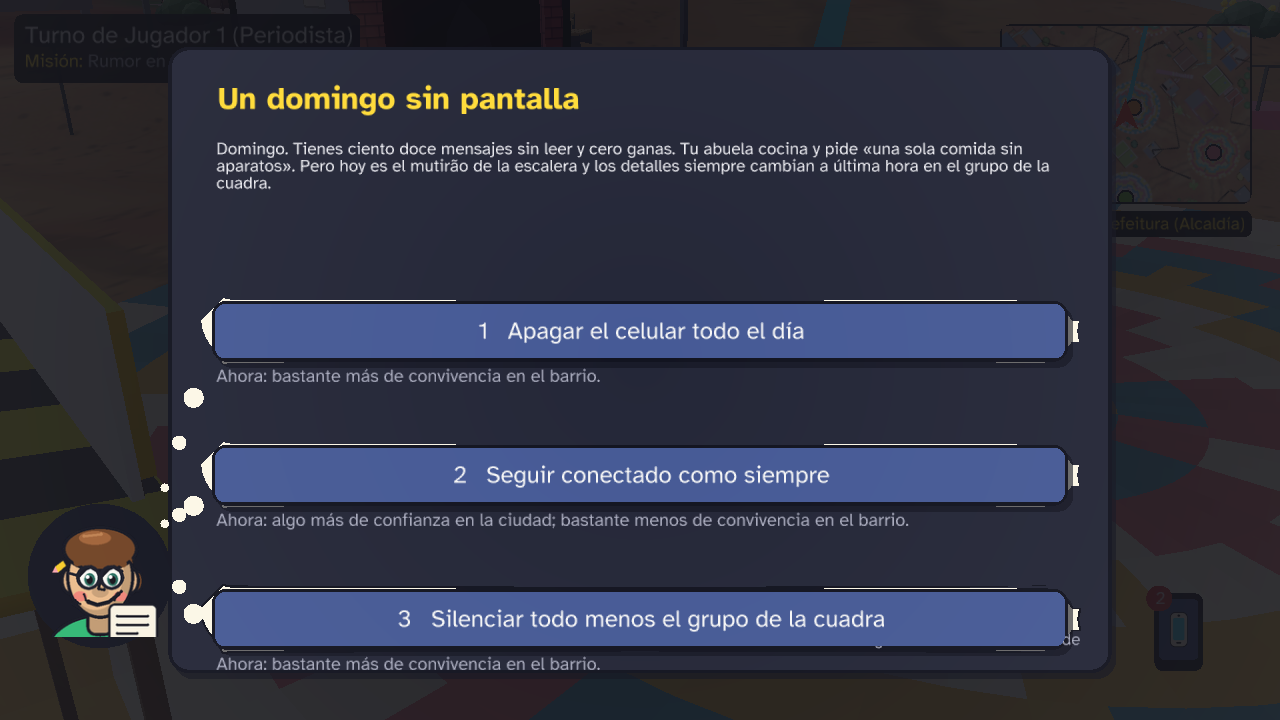 Turno de Jugador 1 (Periodista)
Misión: Rumor en
Un domingo sin pantalla
Domingo. Tienes ciento doce mensajes sin leer y cero ganas. Tu abuela cocina y pide «una sola comida sin
aparatos». Pero hoy es el mutirão de la escalera y los detalles siempre cambian a última hora en el grupo de la
cuadra.
efeitura (Alcaldía)
1 Apagar el celular todo el día
Ahora: bastante más de convivencia en el barrio.
2 Seguir conectado como siempre
Ahora: algo más de confianza en la ciudad; bastante menos de convivencia en el barrio.
3 Silenciar todo menos el grupo de la cuadra
de
Ahora: bastante más de convivencia en el barrio.
2